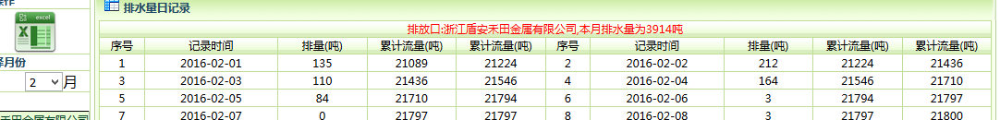 排水量日记录
excel
排放口:浙江盾安禾田金属有限公司,本月排水量为3914吨
序号 记录时间 排量(吨) 累计流量(吨) 累计流量(吨) 序号 记录时间 排量(吨) 累计流量(吨) 累计流量(吨)
1 2016-02-01 135 21089 21224 2 2016-02-02 212 21224 21436
择月份
2 月
3 2016-02-03 110 21436 21546 4 2016-02-04 164 21546 21710
5 2016-02-05 84 21710 21794 6 2016-02-06 3 21794 21797
禾田金属有限公司
7 2016-02-07 0 21797 21797 8 2016-02-08 3 21797 21800